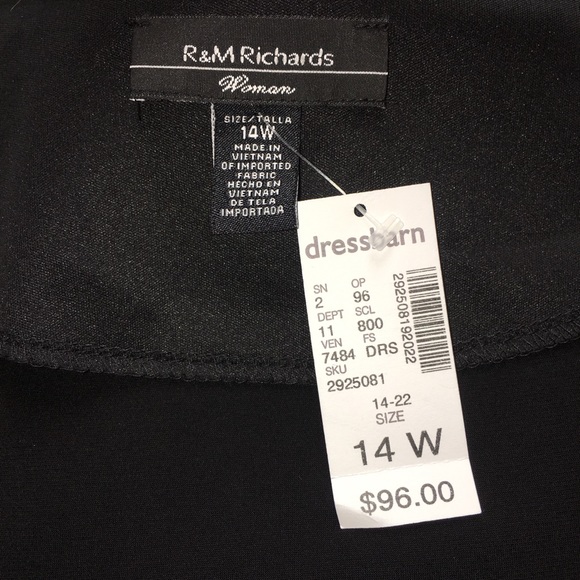 R&M Richards
Woman
SIZE/TALLA
14W
MADE IN
VIETNAM
OF IMPORTED
FABRIC
HECHO EN
VIETNAM
DE TELA
IMPORTADA
dressbarn
SN OP
2 96
DEPT SCL
11 800
VEN FS
7484 DRS
SKU
2925081
292508192022
14-22
SIZE
14 W
$96.00